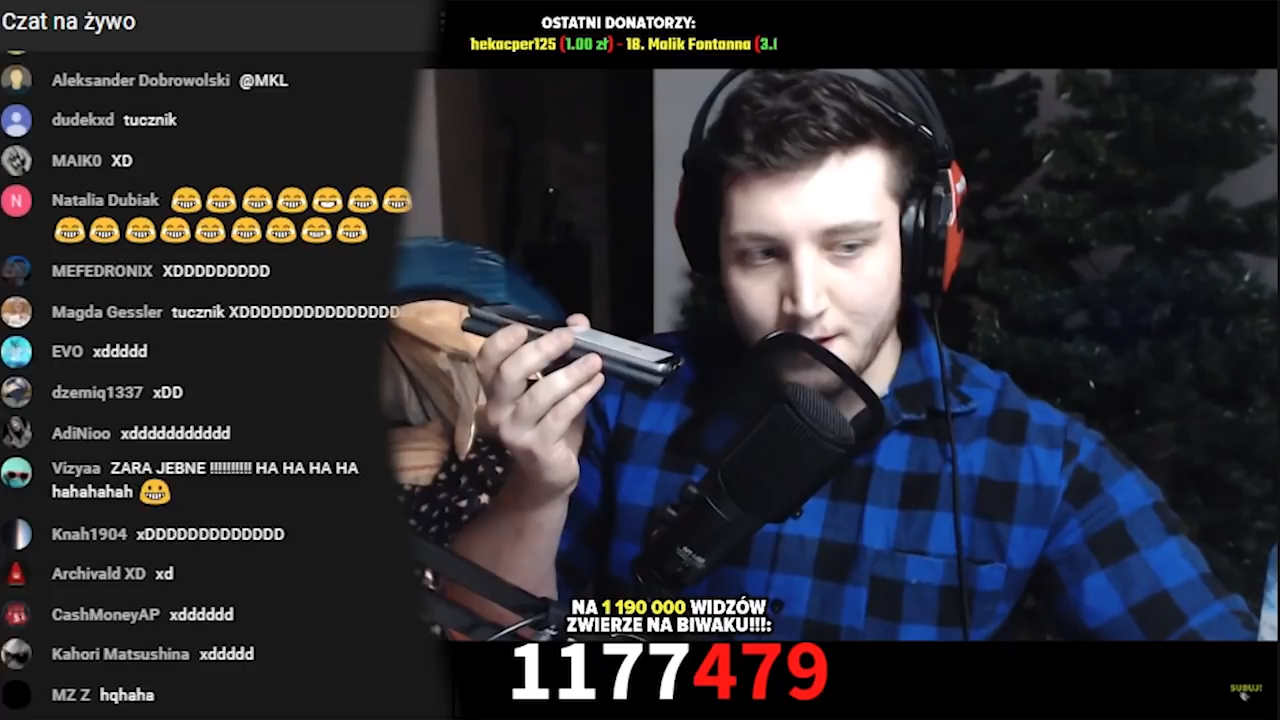 Czat na żywo
Aleksander Dobrowolski @MKL
dudekxd tucznik
MAIK0 XD
N
Natalia Dubiak 😂😂😂😂😂😂😂
😂😂😂😂😂😂😂😂😂
MEFEDRONIX XDDDDDDDDD
Magda Gessler tucznik XDDDDDDDDDDDDDDDD
EVO xddddd
dzemiq1337 xDD
AdiNioo xddddddddddd
Vizyaa ZARA JEBNE !!!!!!!!!! HA HA HA HA
hahahahah 😀
Knah1904 xDDDDDDDDDDDDD
Archivald XD xd
CashMoneyAP xdddddd
Kahori Matsushina xddddd
MZ Z hqhaha
OSTATNI DONATORZY:
hekacper125 (1.00 zł) - 18. Malik Fontanna (3.
NA 1 190 000 WIDZÓW
ZWIERZE NA BIWAKU!!!:
1177479
SUBUJ!